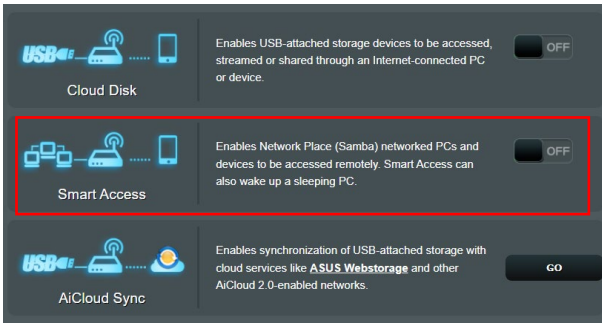 USB
Cloud Disk
Enables USB-attached storage devices to be accessed,
streamed or shared through an Internet-connected PC
or device.
OFF
Smart Access
Enables Network Place (Samba) networked PCs and
devices to be accessed remotely. Smart Access can
also wake up a sleeping PC.
OFF
USB
AiCloud Sync
Enables synchronization of USB-attached storage with
cloud services like ASUS Webstorage and other
AiCloud 2.0-enabled networks.
GO